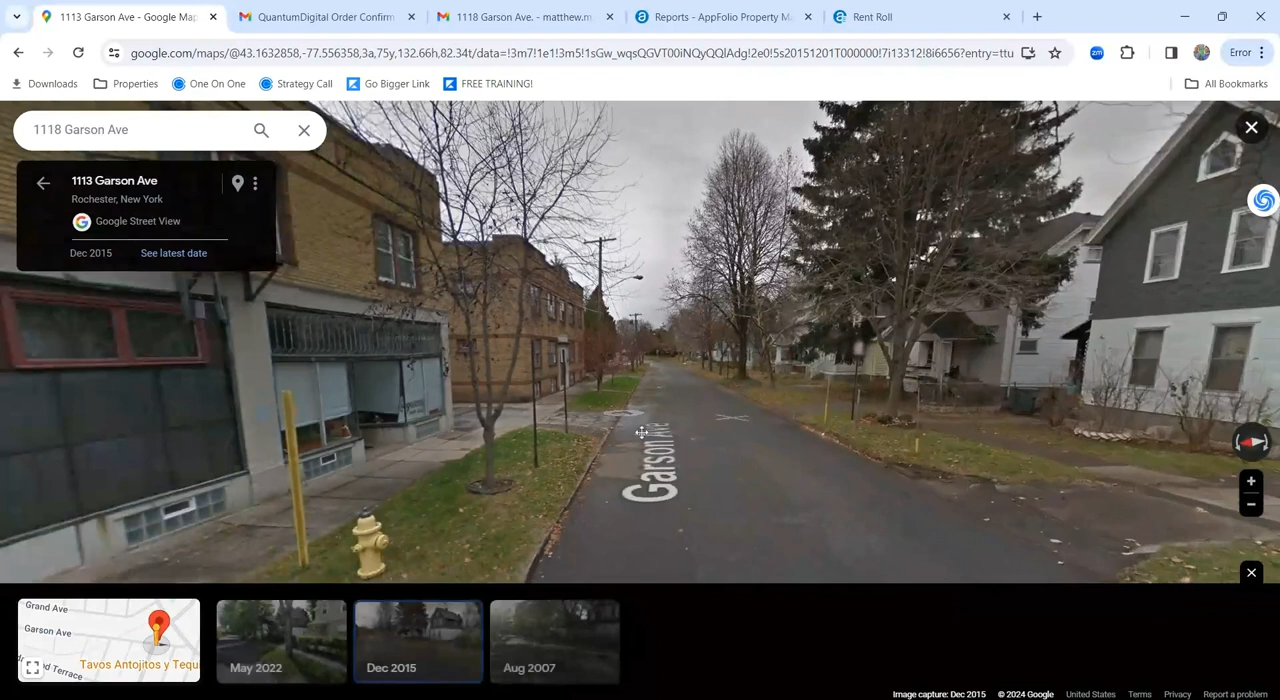 1113 Garson Ave - Google Map
QuantumDigital Order Confirm
1118 Garson Ave. - matthew.m
Reports - AppFolio Property M
Rent Roll
google.com/maps/@43.1632858,-77.556358,3a,75y,132.66h,82.34t/data=!3m7!1e1!3m5!1sGw_wqsQGVT00iNQyQQlAdg!2e0!5s20151201T000000!7i13312!8i6656?entry=ttu
zm
Error
Downloads
Properties
One On One
Strategy Call
Go Bigger Link
FREE TRAINING!
All Bookmarks
1118 Garson Ave
1113 Garson Ave
Rochester, New York
Google Street View
Dec 2015
See latest date
Garson Ave
Grand Ave
Garson Ave
Terrace
Tavos Antojitos y Tequ
May 2022
Dec 2015
Aug 2007
Image capture: Dec 2015
© 2024 Google
United States
Terms
Privacy
Report a problem